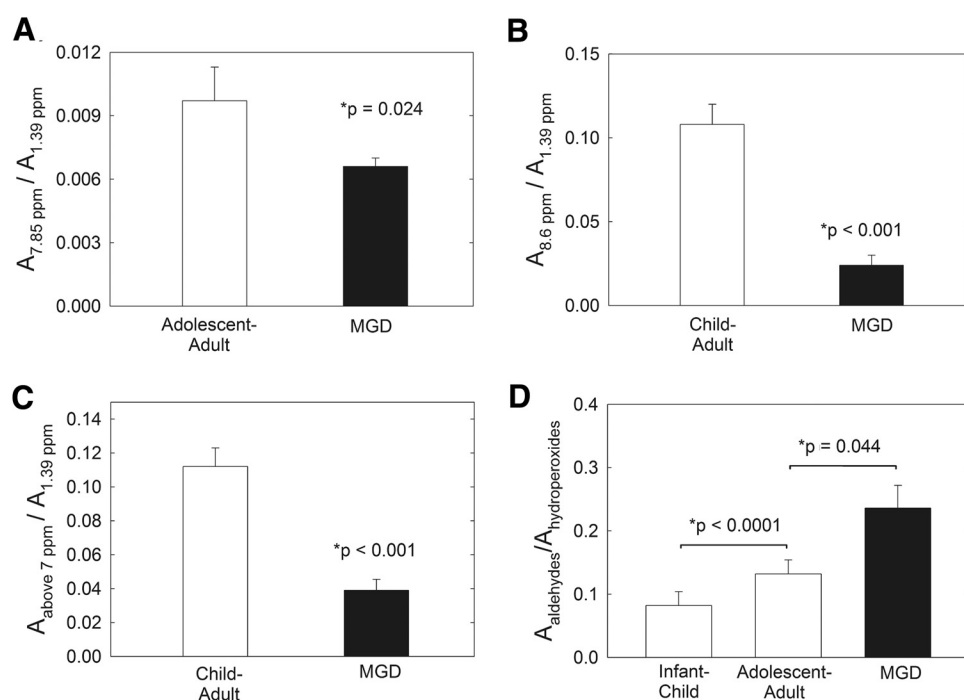 A
0.012
0.009
0.006
0.003
0.000
A7.85 ppm / A1.39 ppm
*p = 0.024
Adolescent-
Adult
MGD
B
0.15
0.10
0.05
0.00
A8.6 ppm / A1.39 ppm
*p < 0.001
Child-
Adult
MGD
C
0.14
0.12
0.10
0.08
0.06
0.04
0.02
0.00
Aabove 7 ppm / A1.39 ppm
*p < 0.001
Child-
Adult
MGD
D
0.4
0.3
0.2
0.1
0.0
Aaldehydes/Ahydroperoxides
*p = 0.044
*p < 0.0001
Infant-
Child
Adolescent-
Adult
MGD